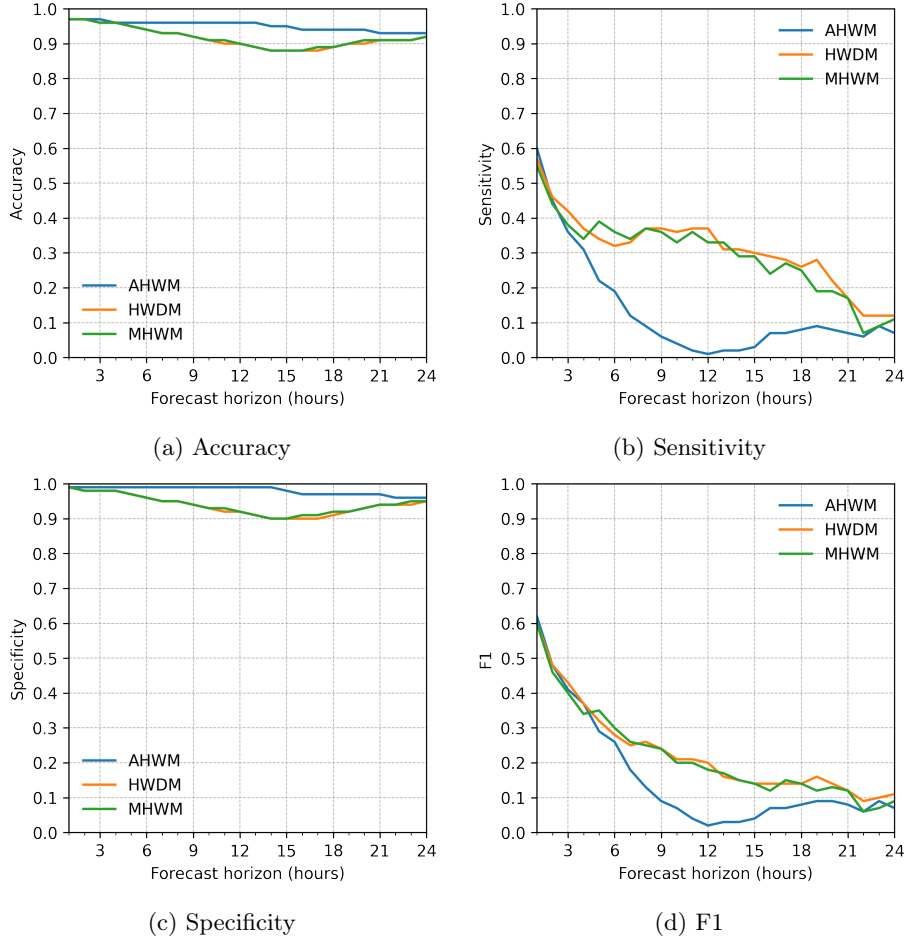 1.0
0.9
0.8
0.7
0.6
0.5
0.4
0.3
0.2
0.1
0.0
Accuracy
AHWM
HWDM
MHWM
3 6 9 12 15 18 21 24
Forecast horizon (hours)
(a) Accuracy
1.0
0.9
0.8
0.7
0.6
0.5
0.4
0.3
0.2
0.1
0.0
Sensitivity
AHWM
HWDM
MHWM
3 6 9 12 15 18 21 24
Forecast horizon (hours)
(b) Sensitivity
1.0
0.9
0.8
0.7
0.6
0.5
0.4
0.3
0.2
0.1
0.0
Specificity
AHWM
HWDM
MHWM
3 6 9 12 15 18 21 24
Forecast horizon (hours)
(c) Specificity
1.0
0.9
0.8
0.7
0.6
0.5
0.4
0.3
0.2
0.1
0.0
F1
AHWM
HWDM
MHWM
3 6 9 12 15 18 21 24
Forecast horizon (hours)
(d) F1